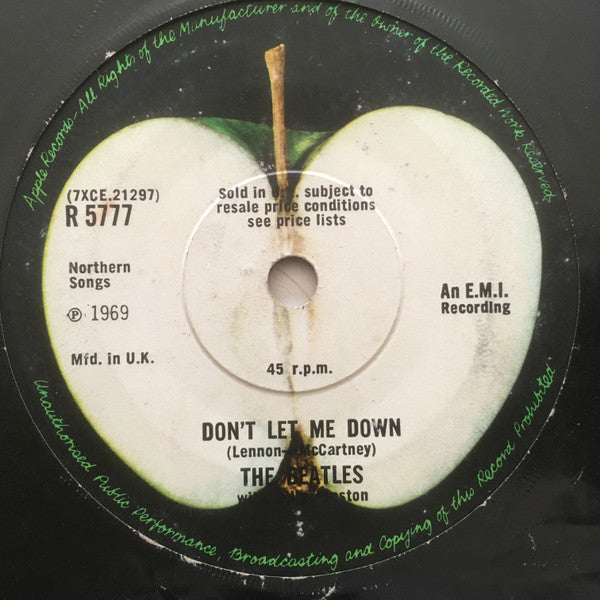 Apple Records-All Rights of the Manufacturer and of the Owner of the Recorded Work Reserved.
(7XCE.21297)
R 5777
Sold in subject to
resale price conditions
see price lists
Northern
Songs
℗ 1969
An E.M.I.
Recording
Mfd. in U.K.
45 r.p.m.
DON'T LET ME DOWN
(Lennon-McCartney)
THE BEATLES
Unauthorised Public Performance Broadcasting and Copying of this Record Prohibited